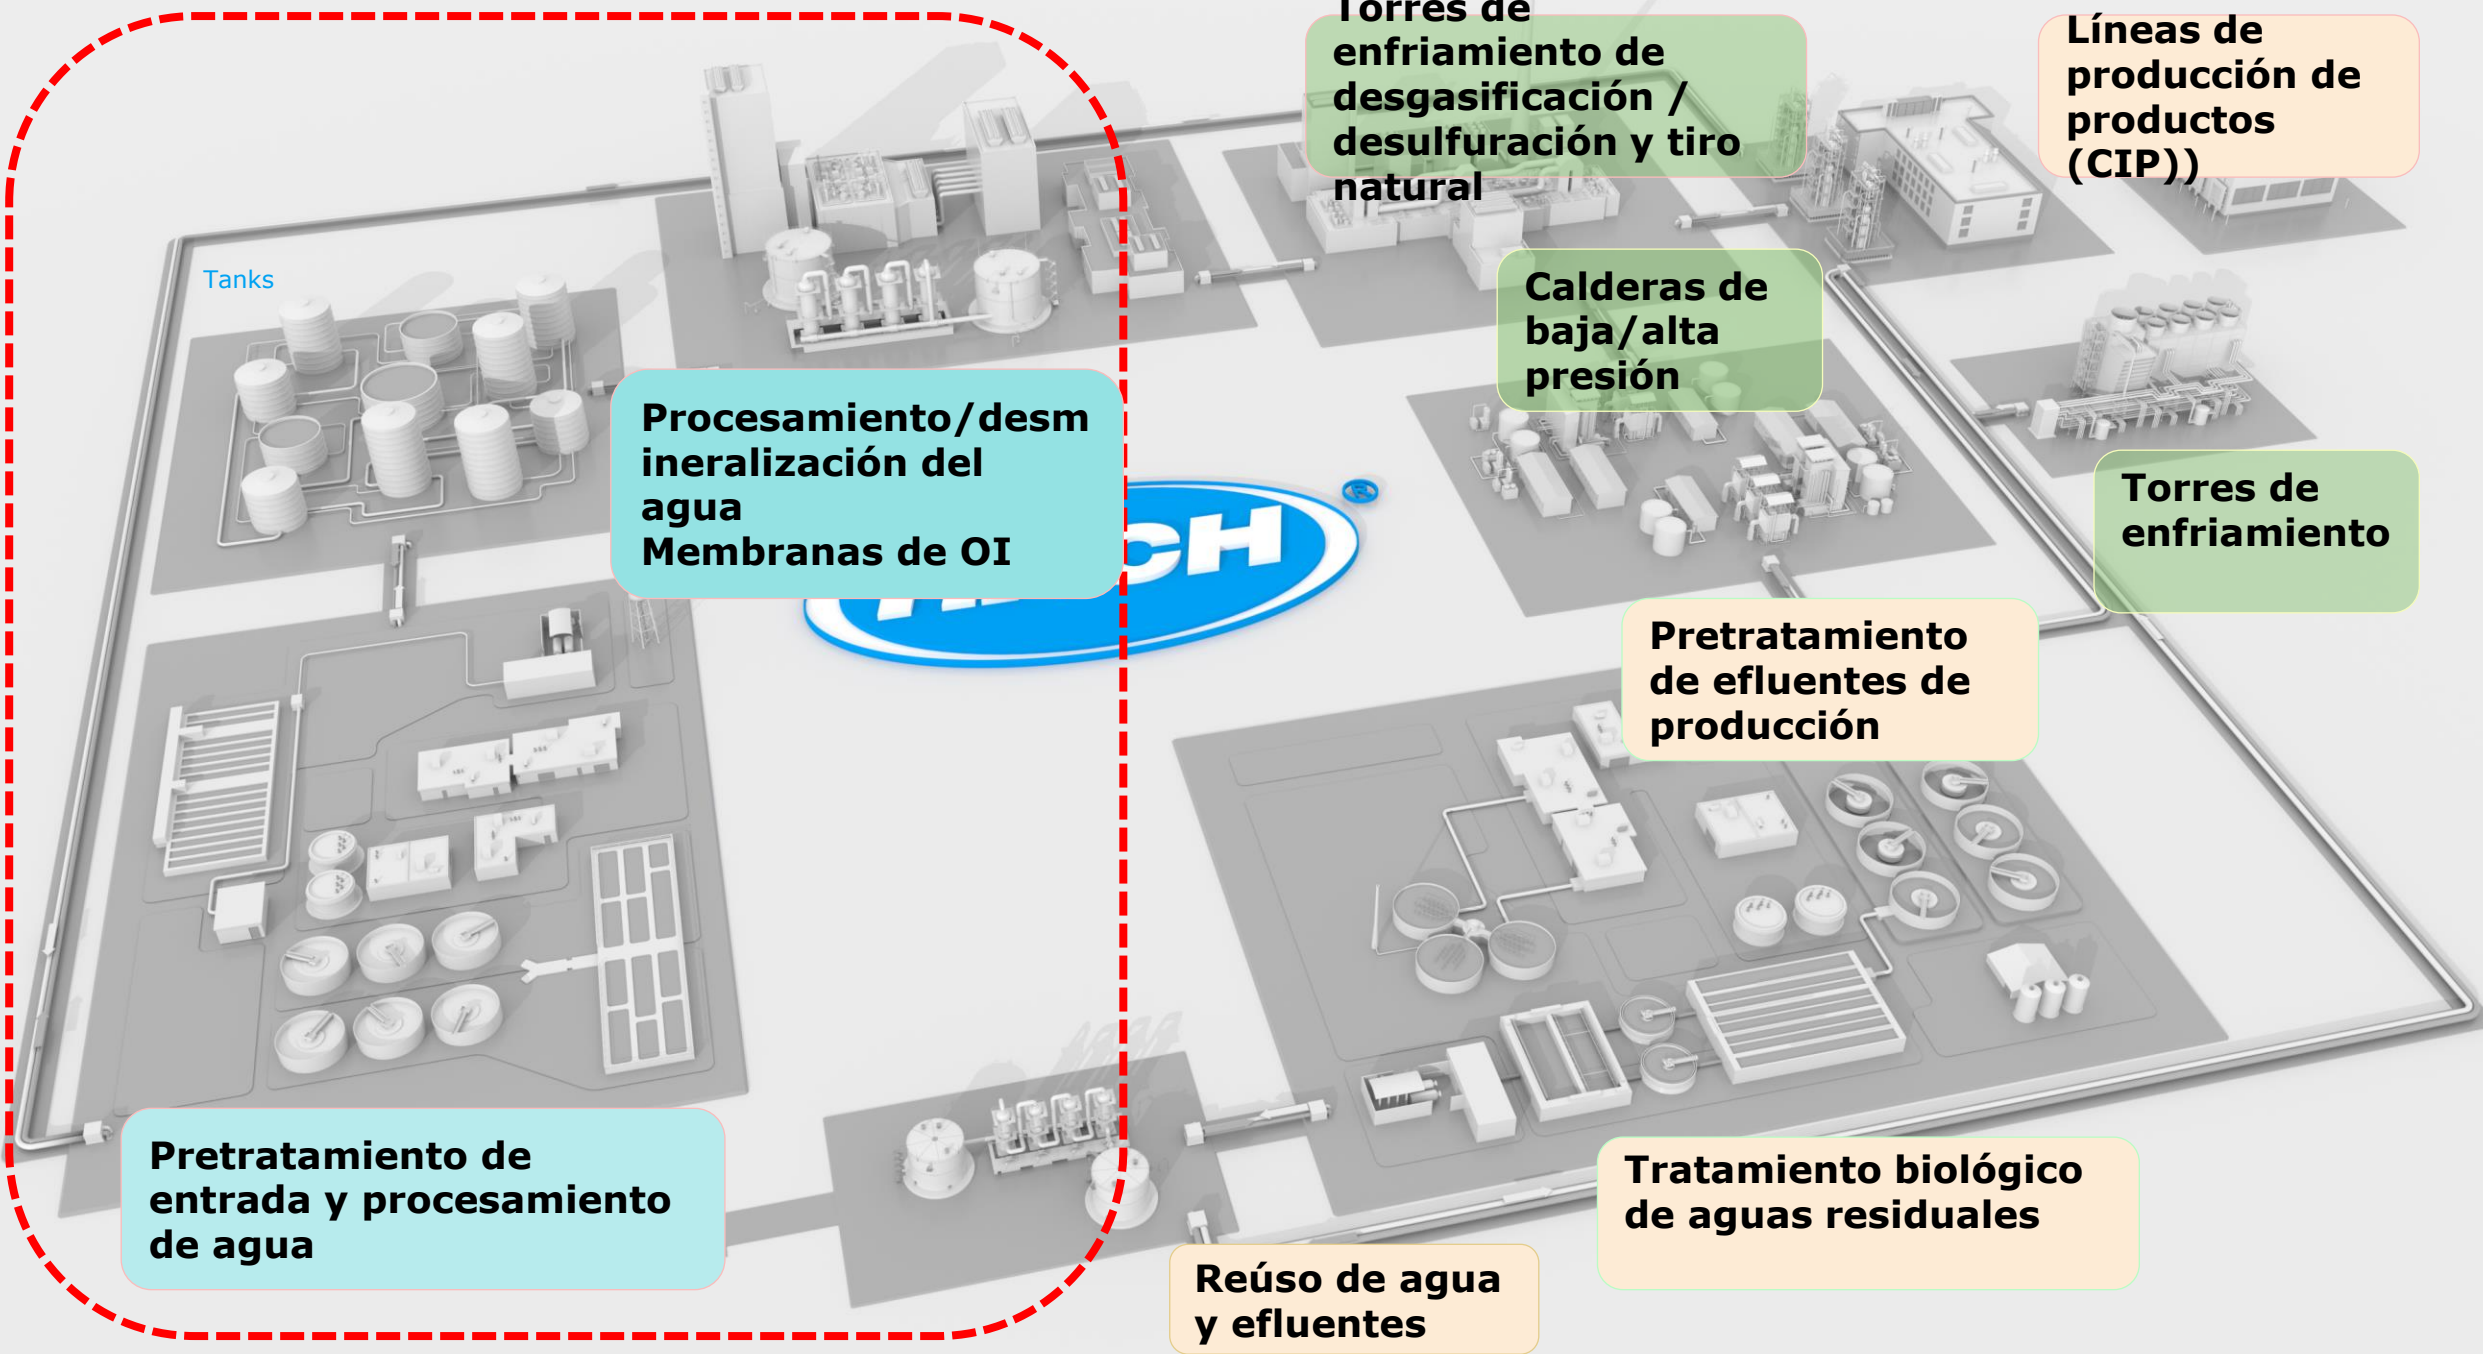 Torres de
enfriamiento de
desgasificación /
desulfuración y tiro
natural
Líneas de
producción de
productos
(CIP))
Tanks
Calderas de
baja/alta
presión
Procesamiento/desm
ineralización del
agua
Membranas de OI
Torres de
enfriamiento
Pretratamiento
de efluentes de
producción
Pretratamiento de
entrada y procesamiento
de agua
Tratamiento biológico
de aguas residuales
Reúso de agua
y efluentes